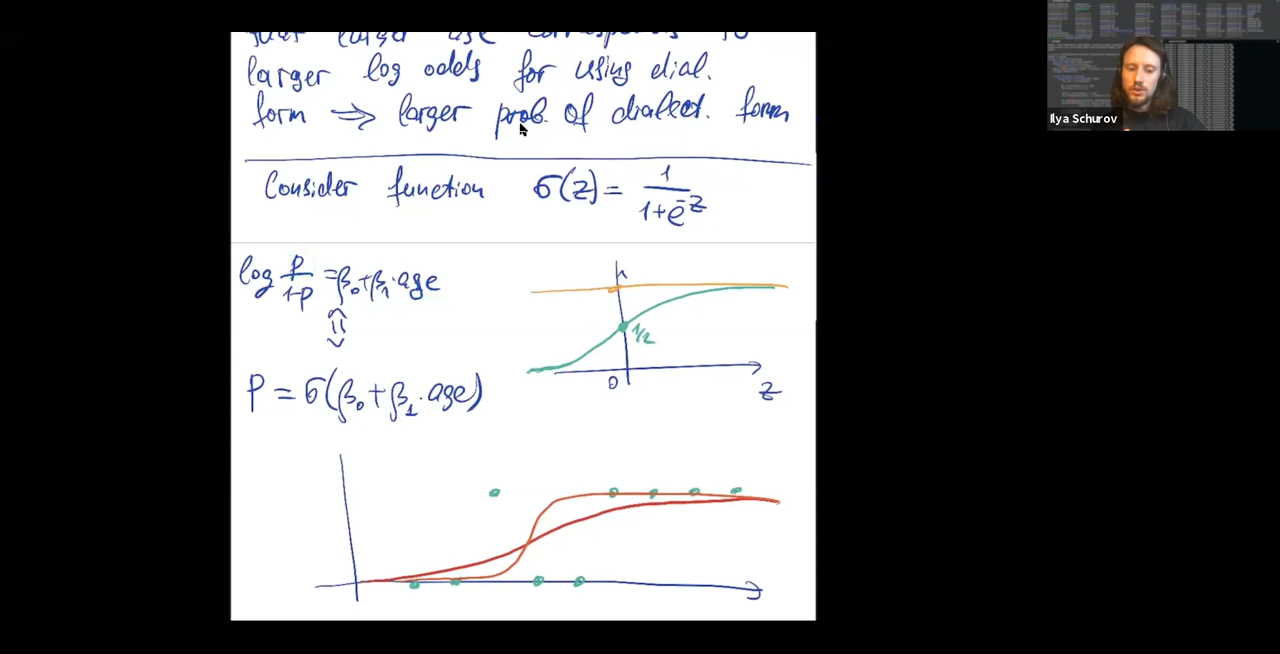 larger log odds for using dial.
form ⇒ larger prob. of dialect. form
Consider function σ(z) = 1/(1+e^-z)
log p/(1-p) = β₀+β₁·age
⇕
P = σ(β₀+β₁·age)
1/2
0
z
Ilya Schurov